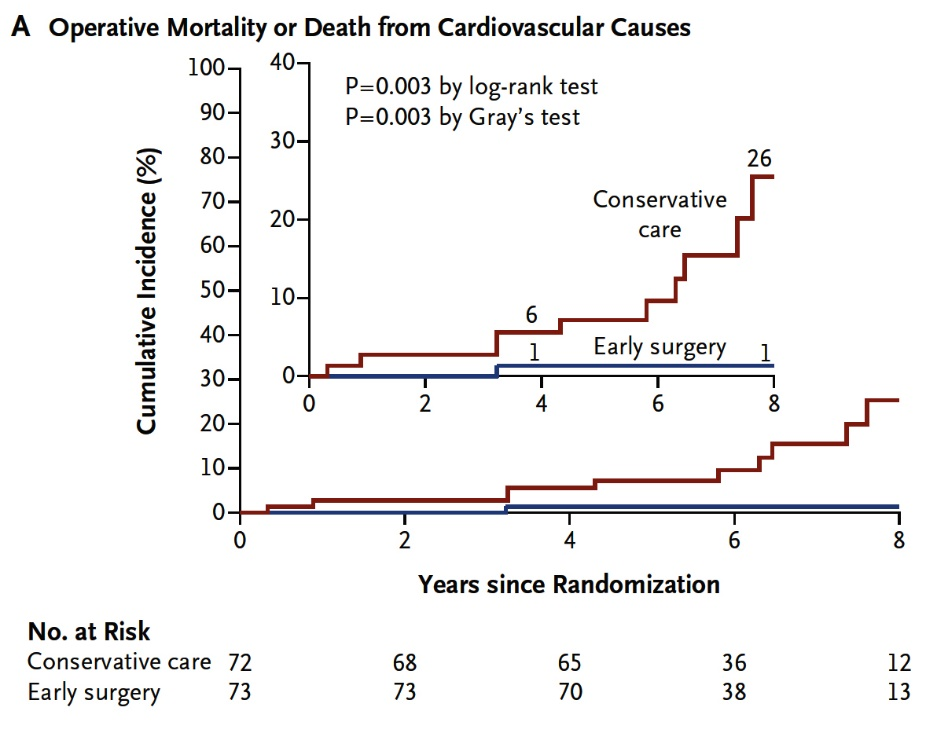 A Operative Mortality or Death from Cardiovascular Causes
Cumulative Incidence (%)
100
90
80
70
60
50
40
30
20
10
0
40
30
20
10
0
P=0.003 by log-rank test
P=0.003 by Gray's test
26
Conservative
care
6
1
Early surgery
1
0 2 4 6 8
0 2 4 6 8
Years since Randomization
No. at Risk
Conservative care 72 68 65 36 12
Early surgery 73 73 70 38 13